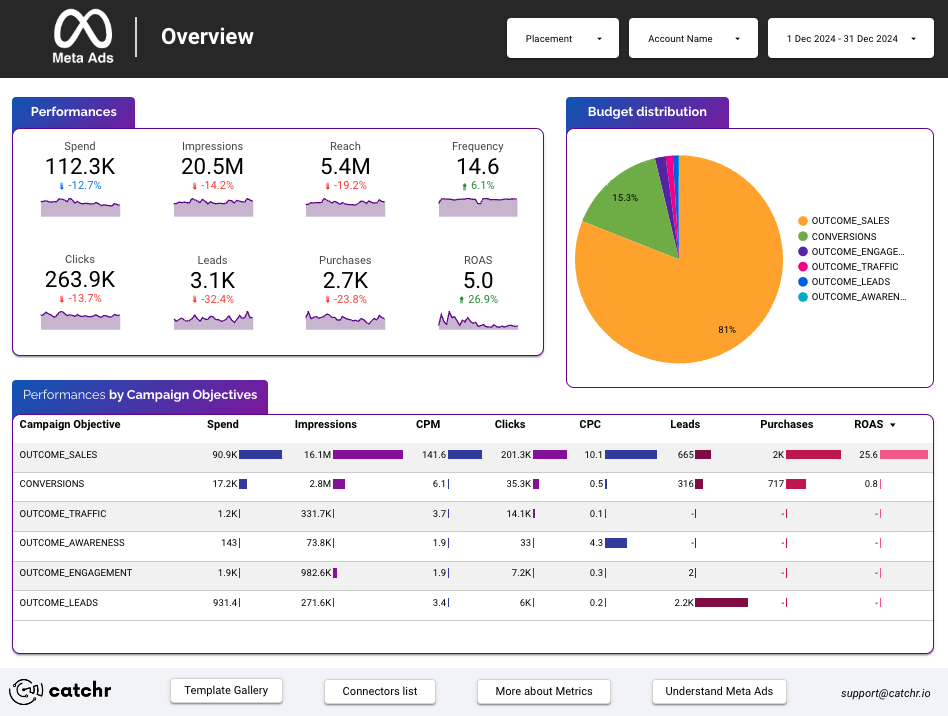 Meta Ads
Overview
Placement
Account Name
1 Dec 2024 - 31 Dec 2024
Performances
Spend
112.3K
-12.7%
Impressions
20.5M
-14.2%
Reach
5.4M
-19.2%
Frequency
14.6
6.1%
Clicks
263.9K
-13.7%
Leads
3.1K
-32.4%
Purchases
2.7K
-23.8%
ROAS
5.0
26.9%
Budget distribution
15.3%
81%
OUTCOME_SALES
CONVERSIONS
OUTCOME_ENGAGE...
OUTCOME_TRAFFIC
OUTCOME_LEADS
OUTCOME_AWAREN...
Performances by Campaign Objectives
Campaign Objective Spend Impressions CPM Clicks CPC Leads Purchases ROAS
OUTCOME_SALES 90.9K 16.1M 141.6 201.3K 10.1 665 2K 25.6
CONVERSIONS 17.2K 2.8M 6.1 35.3K 0.5 316 717 0.8
OUTCOME_TRAFFIC 1.2K 331.7K 3.7 14.1K 0.1 - - -
OUTCOME_AWARENESS 143 73.8K 1.9 33 4.3 - - -
OUTCOME_ENGAGEMENT 1.9K 982.6K 1.9 7.2K 0.3 2 - -
OUTCOME_LEADS 931.4 271.6K 3.4 6K 0.2 2.2K - -
catchr
Template Gallery
Connectors list
More about Metrics
Understand Meta Ads
support@catchr.io